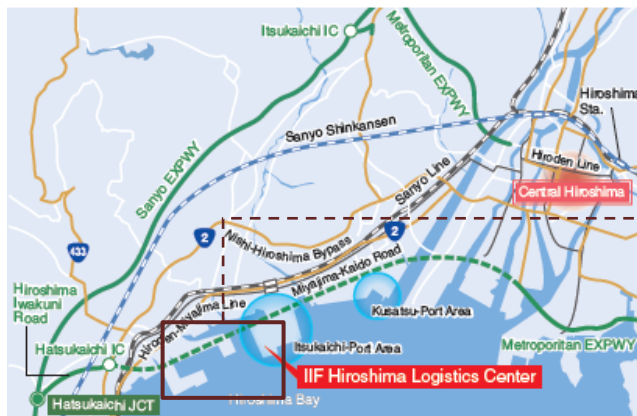 Itsukaichi IC
Metroporitan EXPWY
Hiroshima
Sta.
Sanyo Shinkansen
Hiroden Line
Sanyo EXPWY
Sanyo Line
Central Hiroshima
2
2
433
Nishi-Hiroshima Bypass
Miyajima-Kaido Road
Hiroshima
Iwakuni
Road
Hiroden-Miyajima Line
Kusatsu-Port Area
Hatsukaichi IC
Itsukaichi-Port Area
Metropolitan EXPWY
IIF Hiroshima Logistics Center
Hatsukaichi JCT
Hiroshima Bay